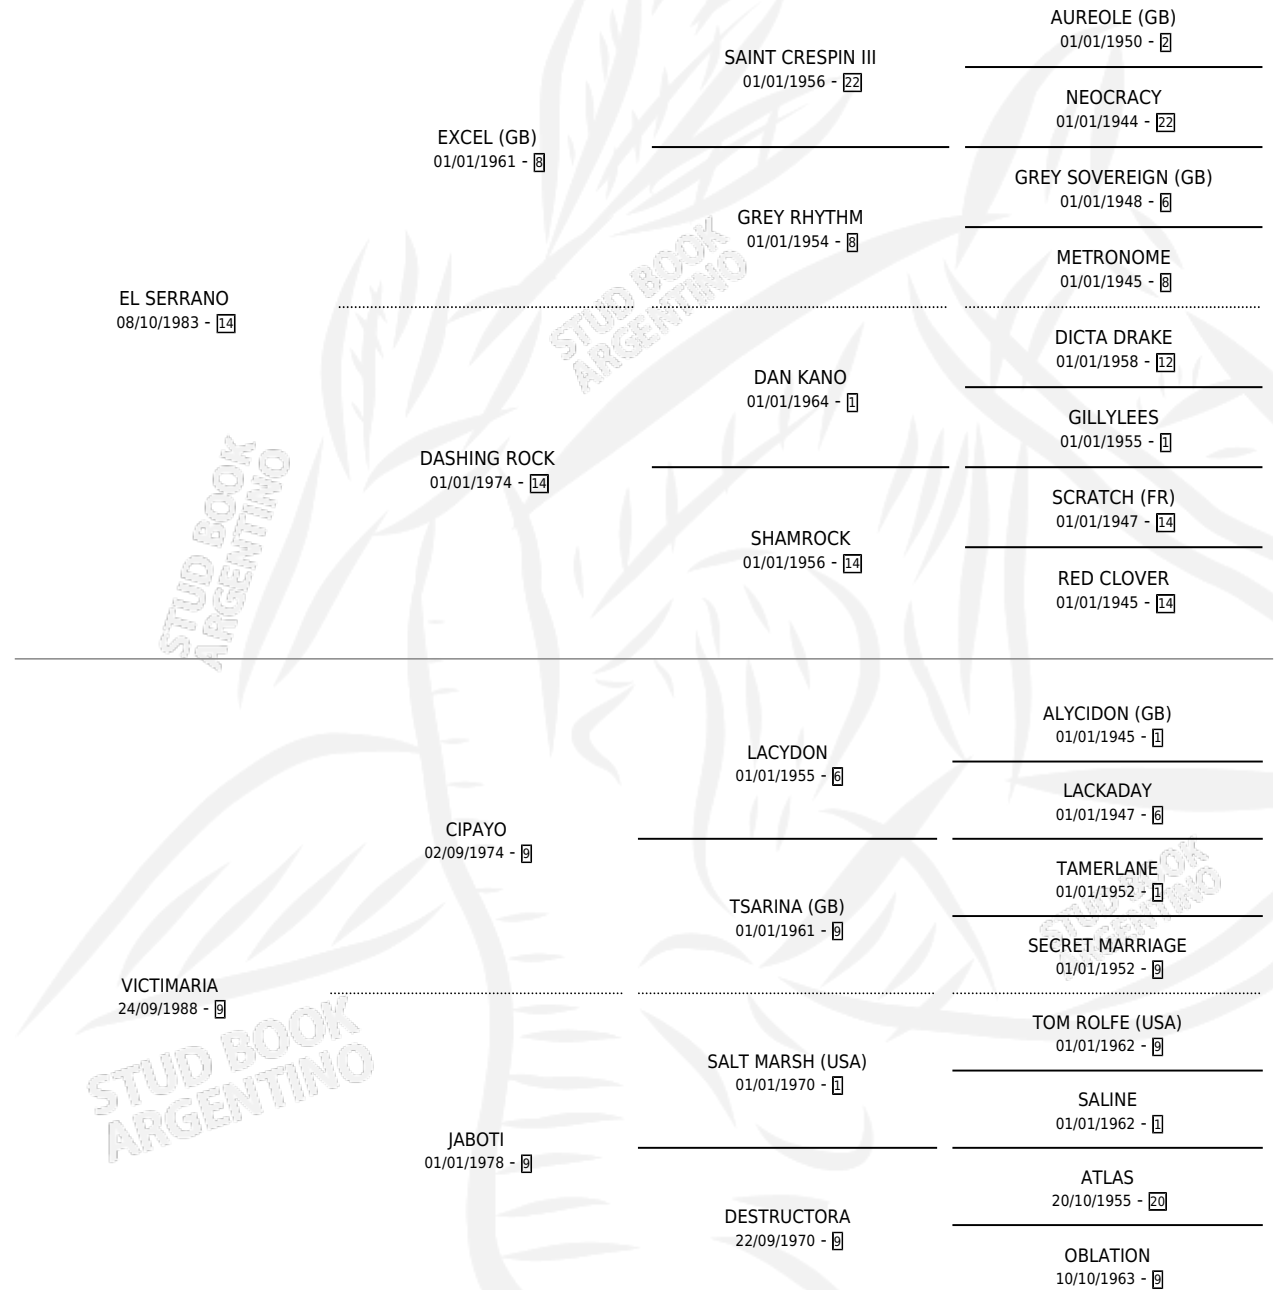 AUREOLE (GB)
01/01/1950 - 2
SAINT CRESPIN III
01/01/1956 - 22
NEOCRACY
01/01/1944 - 22
EXCEL (GB)
01/01/1961 - 8
GREY SOVEREIGN (GB)
01/01/1948 - 6
GREY RHYTHM
01/01/1954 - 8
METRONOME
01/01/1945 - 8
EL SERRANO
08/10/1983 - 14
DICTA DRAKE
01/01/1958 - 12
DAN KANO
01/01/1964 - 1
GILLYLEES
01/01/1955 - 1
DASHING ROCK
01/01/1974 - 14
SCRATCH (FR)
01/01/1947 - 14
SHAMROCK
01/01/1956 - 14
RED CLOVER
01/01/1945 - 14
STUD BOOK
ARGENTINO
STUD BOOK
ARGENTINO
ALYCIDON (GB)
01/01/1945 - 1
LACYDON
01/01/1955 - 6
LACKADAY
01/01/1947 - 6
CIPAYO
02/09/1974 - 9
TAMERLANE
01/01/1952 - 1
TSARINA (GB)
01/01/1961 - 9
SECRET MARRIAGE
01/01/1952 - 9
VICTIMARIA
24/09/1988 - 9
TOM ROLFE (USA)
01/01/1962 - 9
SALT MARSH (USA)
01/01/1970 - 1
SALINE
01/01/1962 - 1
JABOTI
01/01/1978 - 9
ATLAS
20/10/1955 - 20
DESTRUCTORA
22/09/1970 - 9
OBLATION
10/10/1963 - 9
STUD BOOK
ARGENTINO
STUD BOOK
ARGENTINO